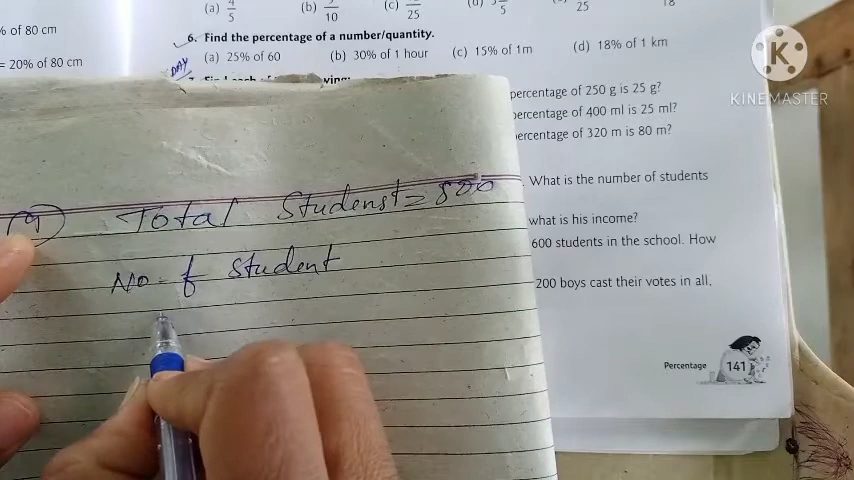 (a) 4/5 (b) /10 (c) /25 (d) /5 25 18
% of 80 cm
6. Find the percentage of a number/quantity.
= 20% of 80 cm
(a) 25% of 60 (b) 30% of 1 hour (c) 15% of 1m (d) 18% of 1 km
DAY
percentage of 250 g is 25 g?
percentage of 400 ml is 25 ml?
percentage of 320 m is 80 m?
What is the number of students
what is his income?
600 students in the school. How
200 boys cast their votes in all,
Percentage 141
KINEMASTER
Total Studenst = 800
No. of student